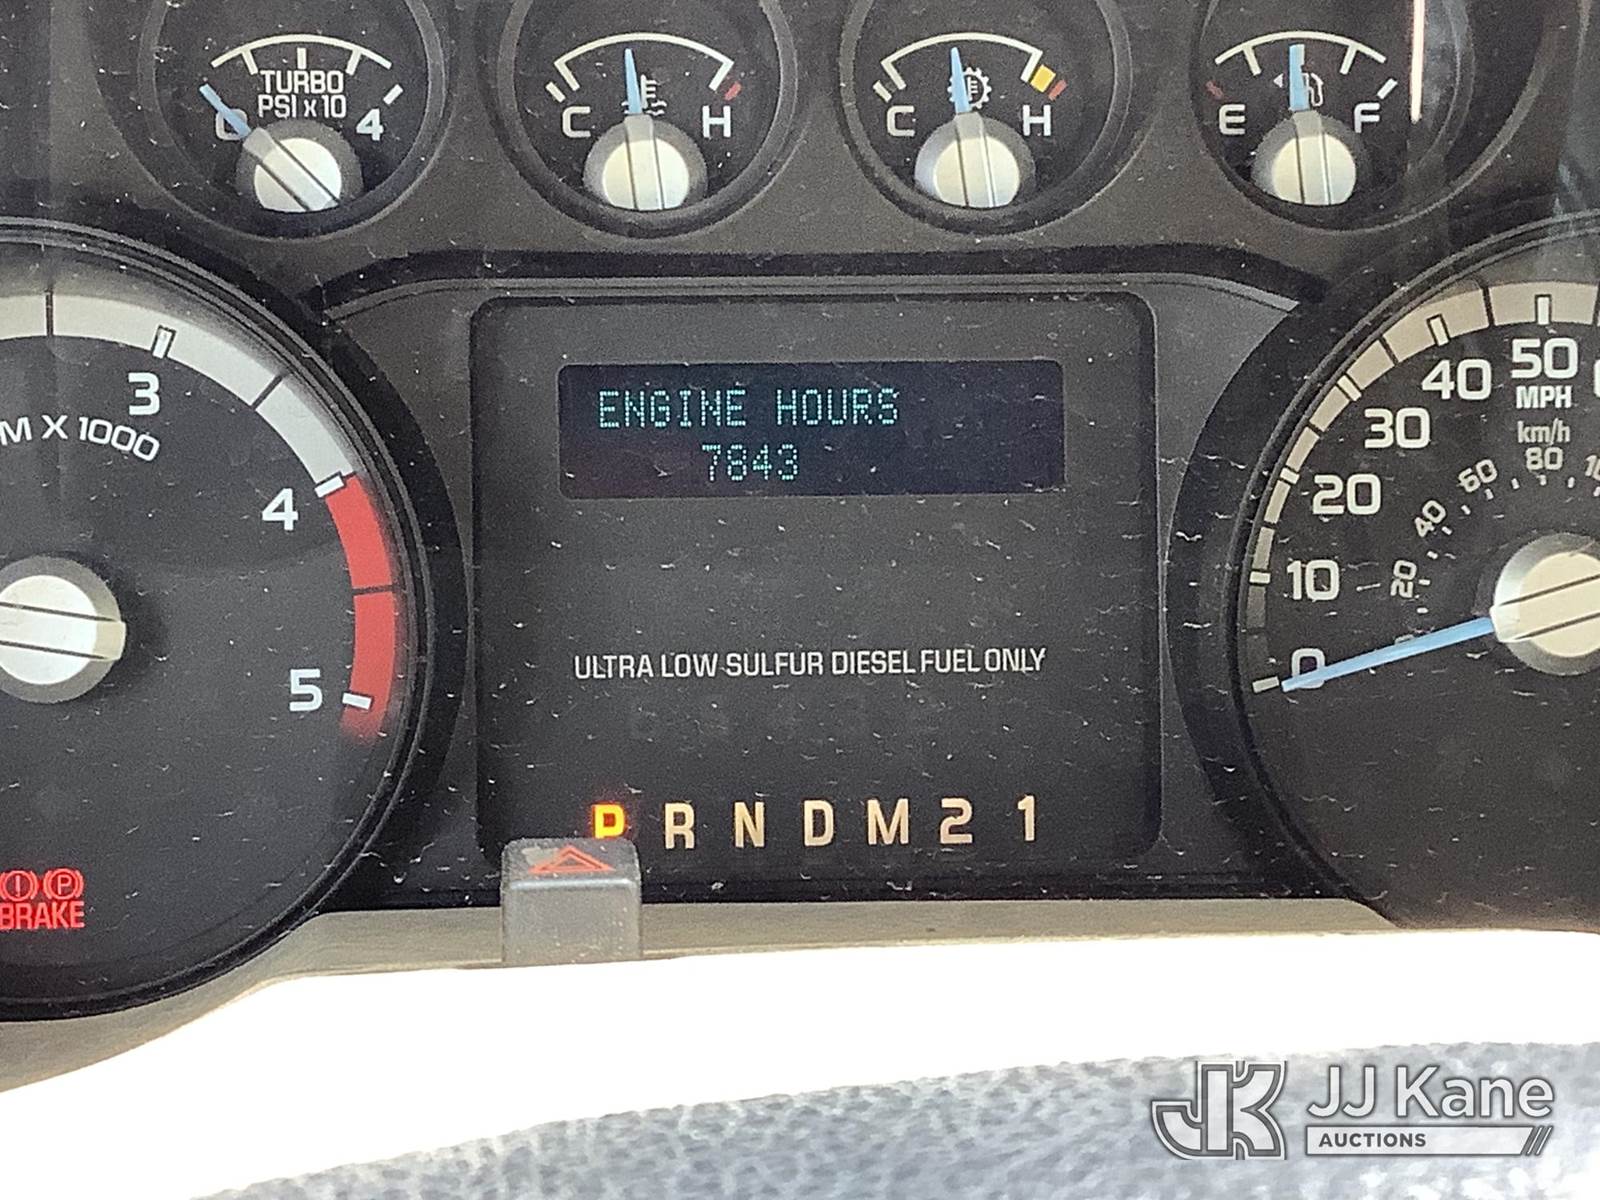 TURBO
PSI x 10
0 4
C H
C H
E F
3
M X 1000
4
5
ENGINE HOURS
7843
ULTRA LOW SULFUR DIESEL FUEL ONLY
P R N D M 2 1
P
BRAKE
50
MPH
km/h
40
30
20
10
0
80
60
40
20
JJ Kane
AUCTIONS